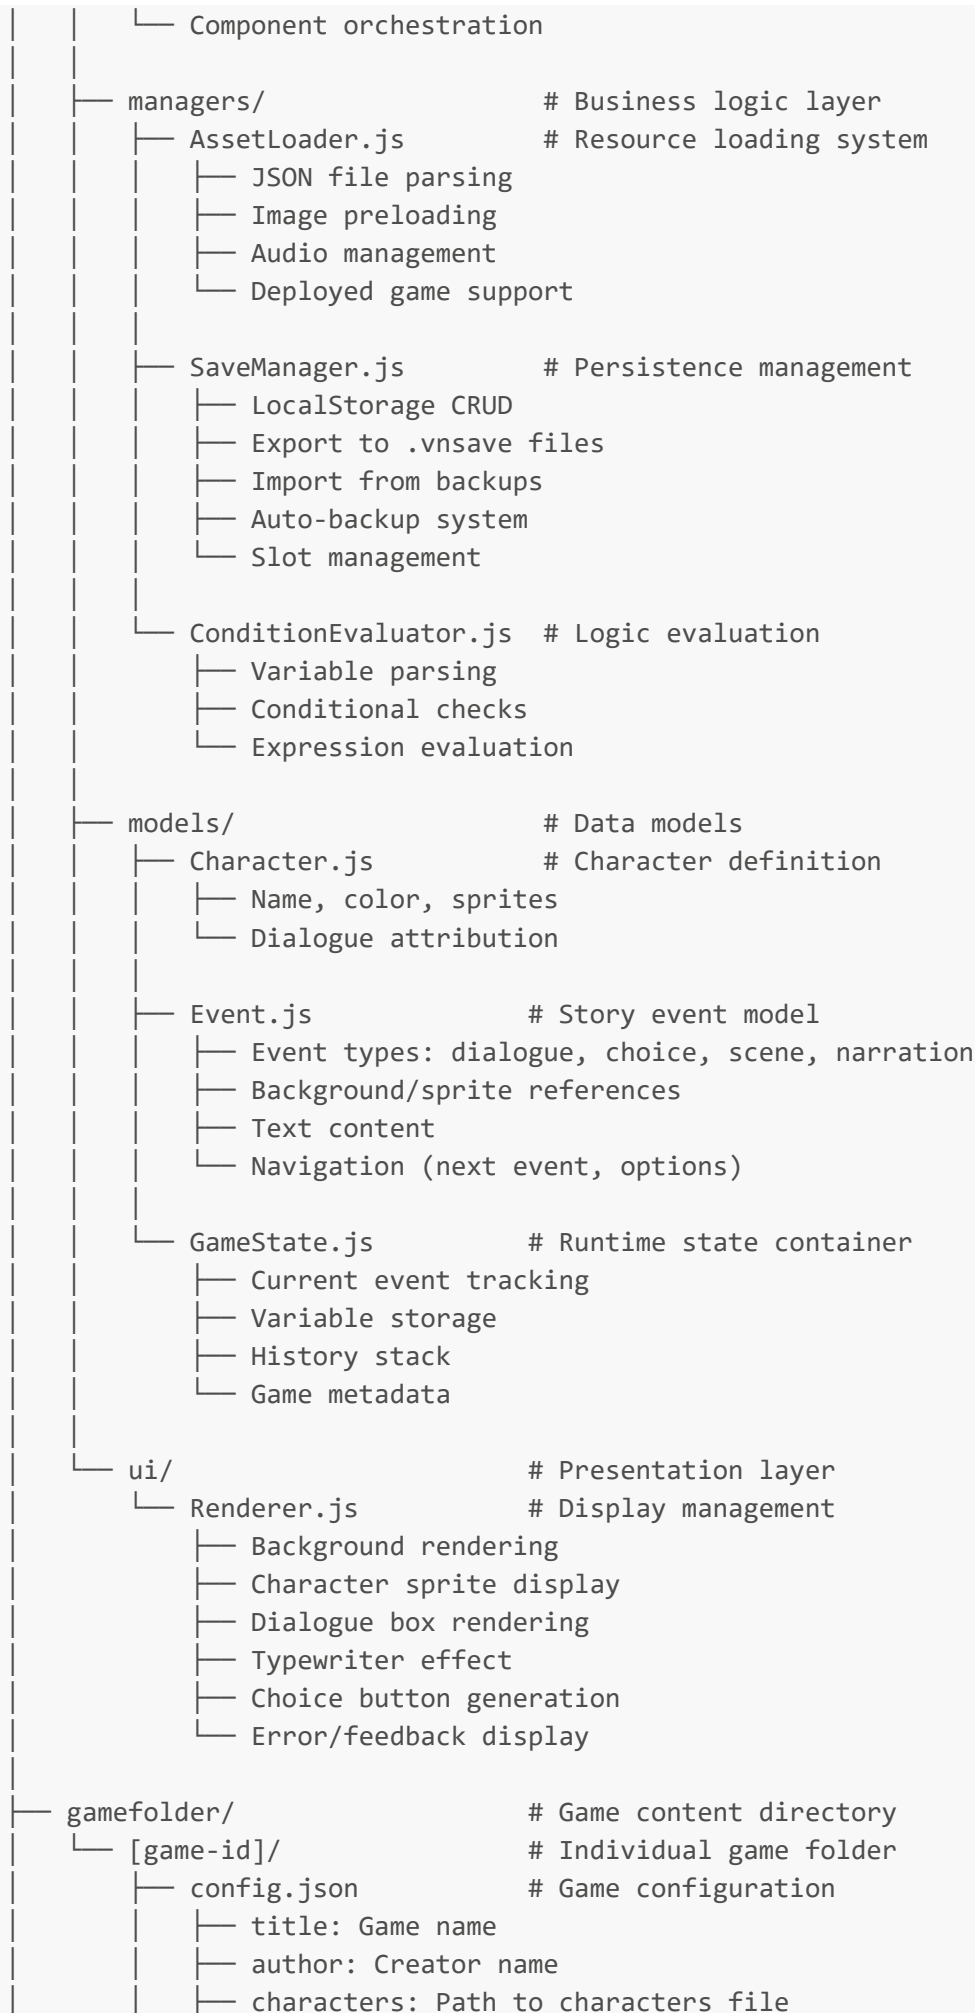 │   │   └── Component orchestration
│   │
│   ├── managers/                  # Business logic layer
│   │   ├── AssetLoader.js         # Resource loading system
│   │   │   ├── JSON file parsing
│   │   │   ├── Image preloading
│   │   │   ├── Audio management
│   │   │   └── Deployed game support
│   │   │
│   │   ├── SaveManager.js         # Persistence management
│   │   │   ├── LocalStorage CRUD
│   │   │   ├── Export to .vnsave files
│   │   │   ├── Import from backups
│   │   │   ├── Auto-backup system
│   │   │   └── Slot management
│   │   │
│   │   └── ConditionEvaluator.js  # Logic evaluation
│   │       ├── Variable parsing
│   │       ├── Conditional checks
│   │       └── Expression evaluation
│   │
│   ├── models/                    # Data models
│   │   ├── Character.js           # Character definition
│   │   │   ├── Name, color, sprites
│   │   │   └── Dialogue attribution
│   │   │
│   │   ├── Event.js              # Story event model
│   │   │   ├── Event types: dialogue, choice, scene, narration
│   │   │   ├── Background/sprite references
│   │   │   ├── Text content
│   │   │   └── Navigation (next event, options)
│   │   │
│   │   └── GameState.js          # Runtime state container
│   │       ├── Current event tracking
│   │       ├── Variable storage
│   │       ├── History stack
│   │       └── Game metadata
│   │
│   └── ui/                       # Presentation layer
│       └── Renderer.js           # Display management
│           ├── Background rendering
│           ├── Character sprite display
│           ├── Dialogue box rendering
│           ├── Typewriter effect
│           ├── Choice button generation
│           └── Error/feedback display
│
├── gamefolder/                   # Game content directory
│   └── [game-id]/                # Individual game folder
│       ├── config.json           # Game configuration
│       │   ├── title: Game name
│       │   ├── author: Creator name
│       │   ├── characters: Path to characters file